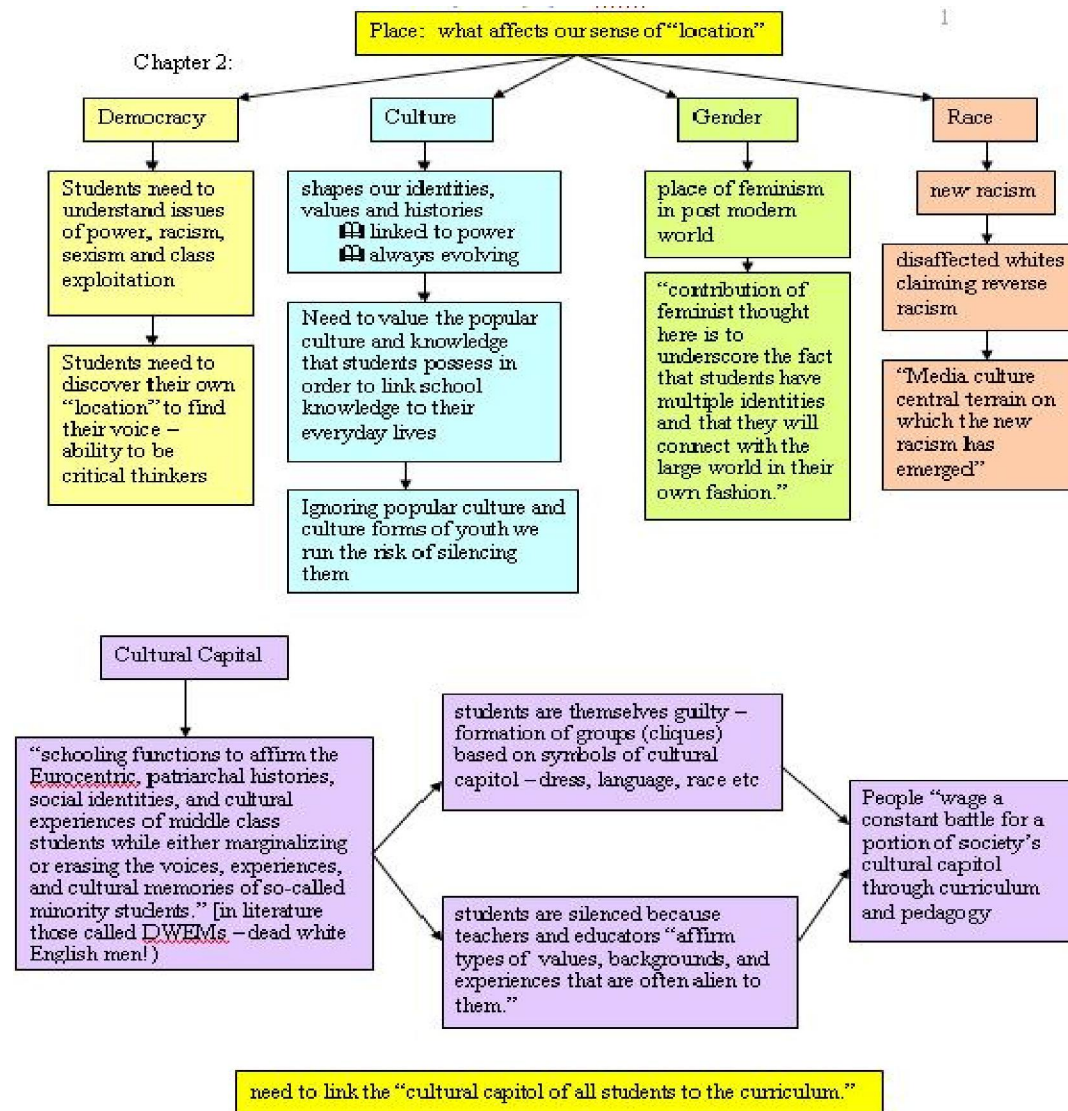 1
Place: what affects our sense of “location”
Chapter 2:
Democracy
Students need to
understand issues
of power, racism,
sexism and class
exploitation
Students need to
discover their own
“location” to find
their voice –
ability to be
critical thinkers
Culture
shapes our identities,
values and histories
linked to power
always evolving
Need to value the popular
culture and knowledge
that students possess in
order to link school
knowledge to their
everyday lives
Ignoring popular culture and
culture forms of youth we
run the risk of silencing
them
Gender
place of feminism
in post modern
world
“contribution of
feminist thought
here is to
underscore the fact
that students have
multiple identities
and that they will
connect with the
large world in their
own fashion.”
Race
new racism
disaffected whites
claiming reverse
racism
“Media culture
central terrain on
which the new
racism has
emerged”
Cultural Capital
“schooling functions to affirm the
Eurocentric, patriarchal histories,
social identities, and cultural
experiences of middle class
students while either marginalizing
or erasing the voices, experiences,
and cultural memories of so-called
minority students.” [in literature
those called DWEMs – dead white
English men!)
students are themselves guilty –
formation of groups (cliques)
based on symbols of cultural
capitol – dress, language, race etc
students are silenced because
teachers and educators “affirm
types of values, backgrounds, and
experiences that are often alien to
them.”
People “wage a
constant battle for a
portion of society’s
cultural capitol
through curriculum
and pedagogy
need to link the “cultural capitol of all students to the curriculum.”